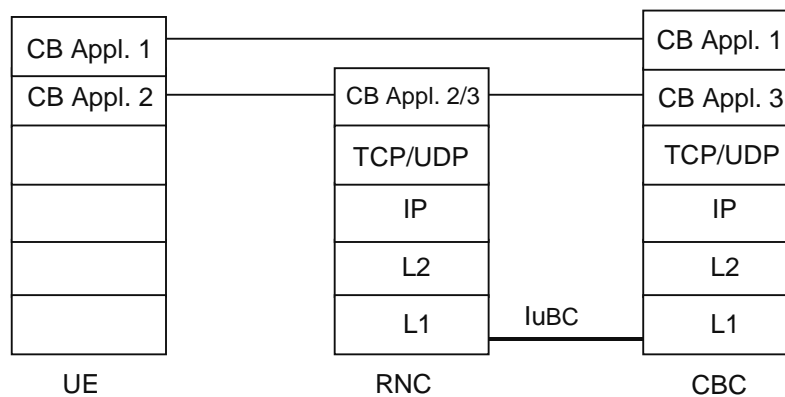 CB Appl. 1
CB Appl. 1
CB Appl. 2
CB Appl. 2/3
CB Appl. 3
TCP/UDP
TCP/UDP
IP
IP
L2
L2
L1
IuBC
L1
UE
RNC
CBC